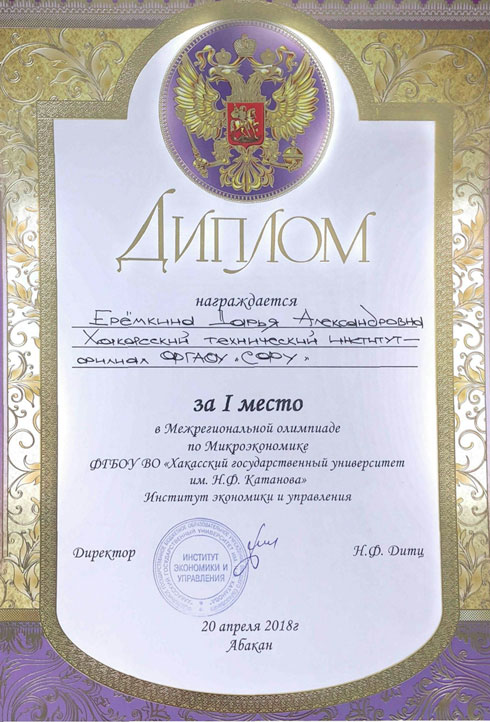 Диплом
награждается
Ерёмкина Дарья Александровна
Хакасский технический институт –
филиал ФГАОУ «СФУ»
за I место
в Межрегиональной олимпиаде
по Микроэкономике
ФГБОУ ВО «Хакасский государственный университет
им. Н.Ф. Катанова»
Институт экономики и управления
Директор
ИНСТИТУТ
ЭКОНОМИКИ И
УПРАВЛЕНИЯ
Н.Ф. Дитц
20 апреля 2018г
Абакан